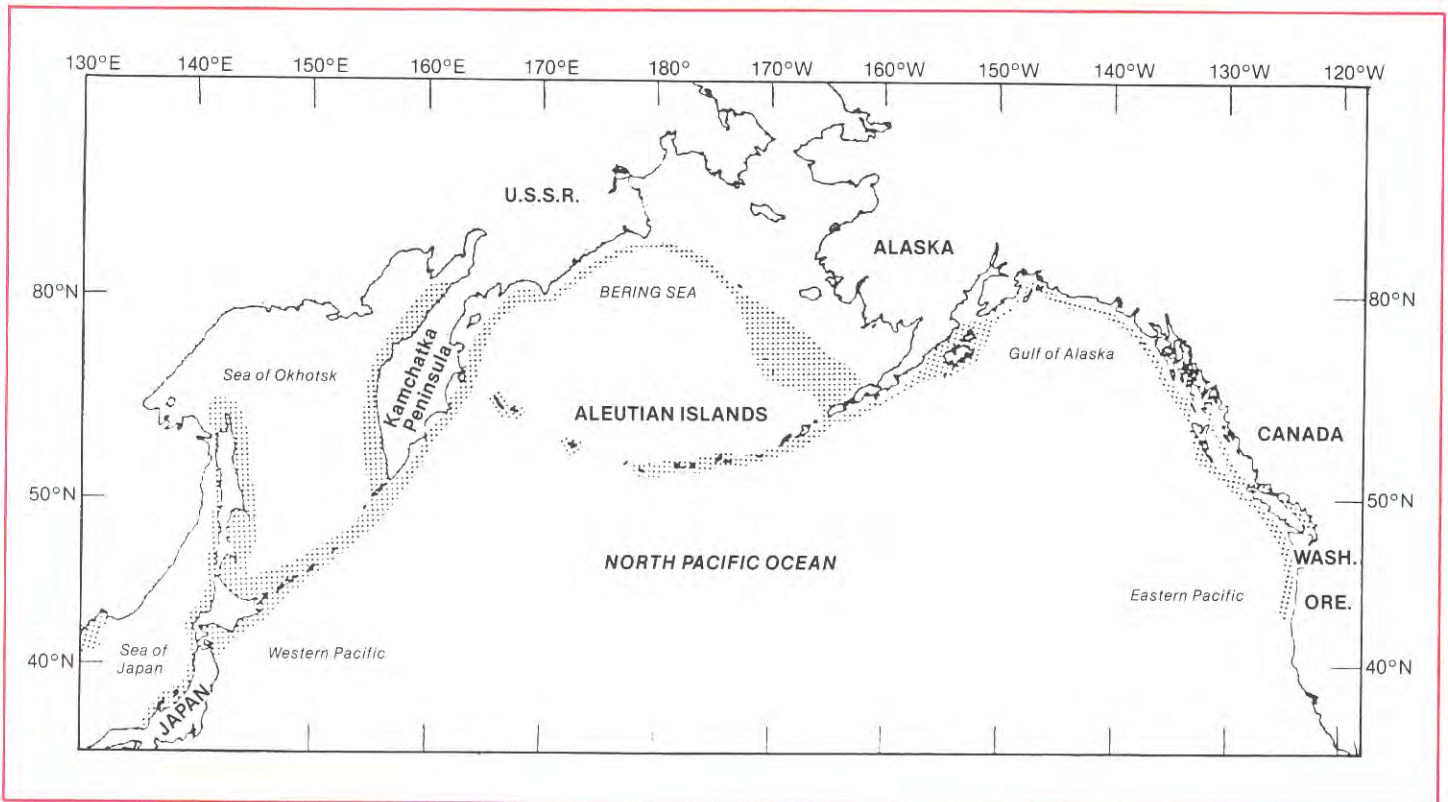 130°E 140°E 150°E 160°E 170°E 180° 170°W 160°W 150°W 140°W 130°W 120°W
U.S.S.R.
ALASKA
80°N
BERING SEA
80°N
Kamchatka
Peninsula
Sea of Okhotsk
Gulf of Alaska
ALEUTIAN ISLANDS
CANADA
50°N
50°N
NORTH PACIFIC OCEAN
WASH.
Eastern Pacific
ORE.
Sea of
Japan
Western Pacific
40°N
40°N
JAPAN